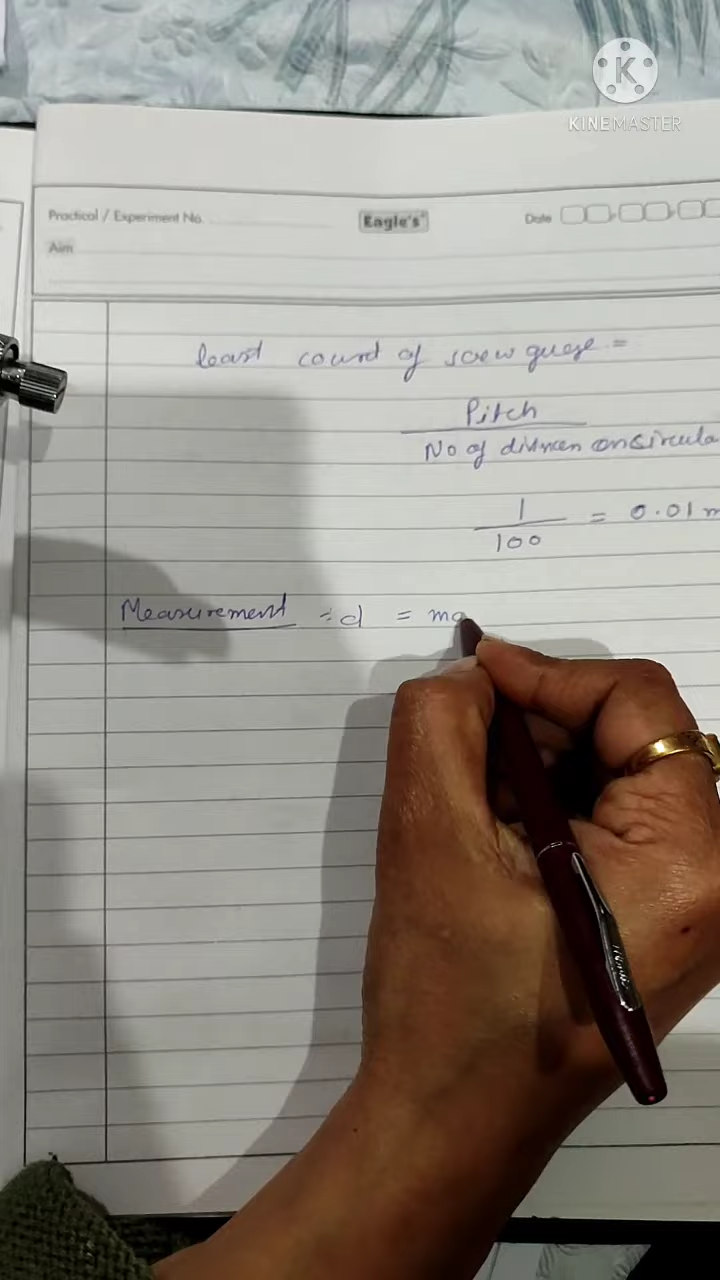 KINEMASTER
Practical / Experiment No.
Eagle's
Date
Aim
least count of screw guage =
Pitch
No of division on circula
1
100
= 0.01 m
Measurement ÷ d = ma